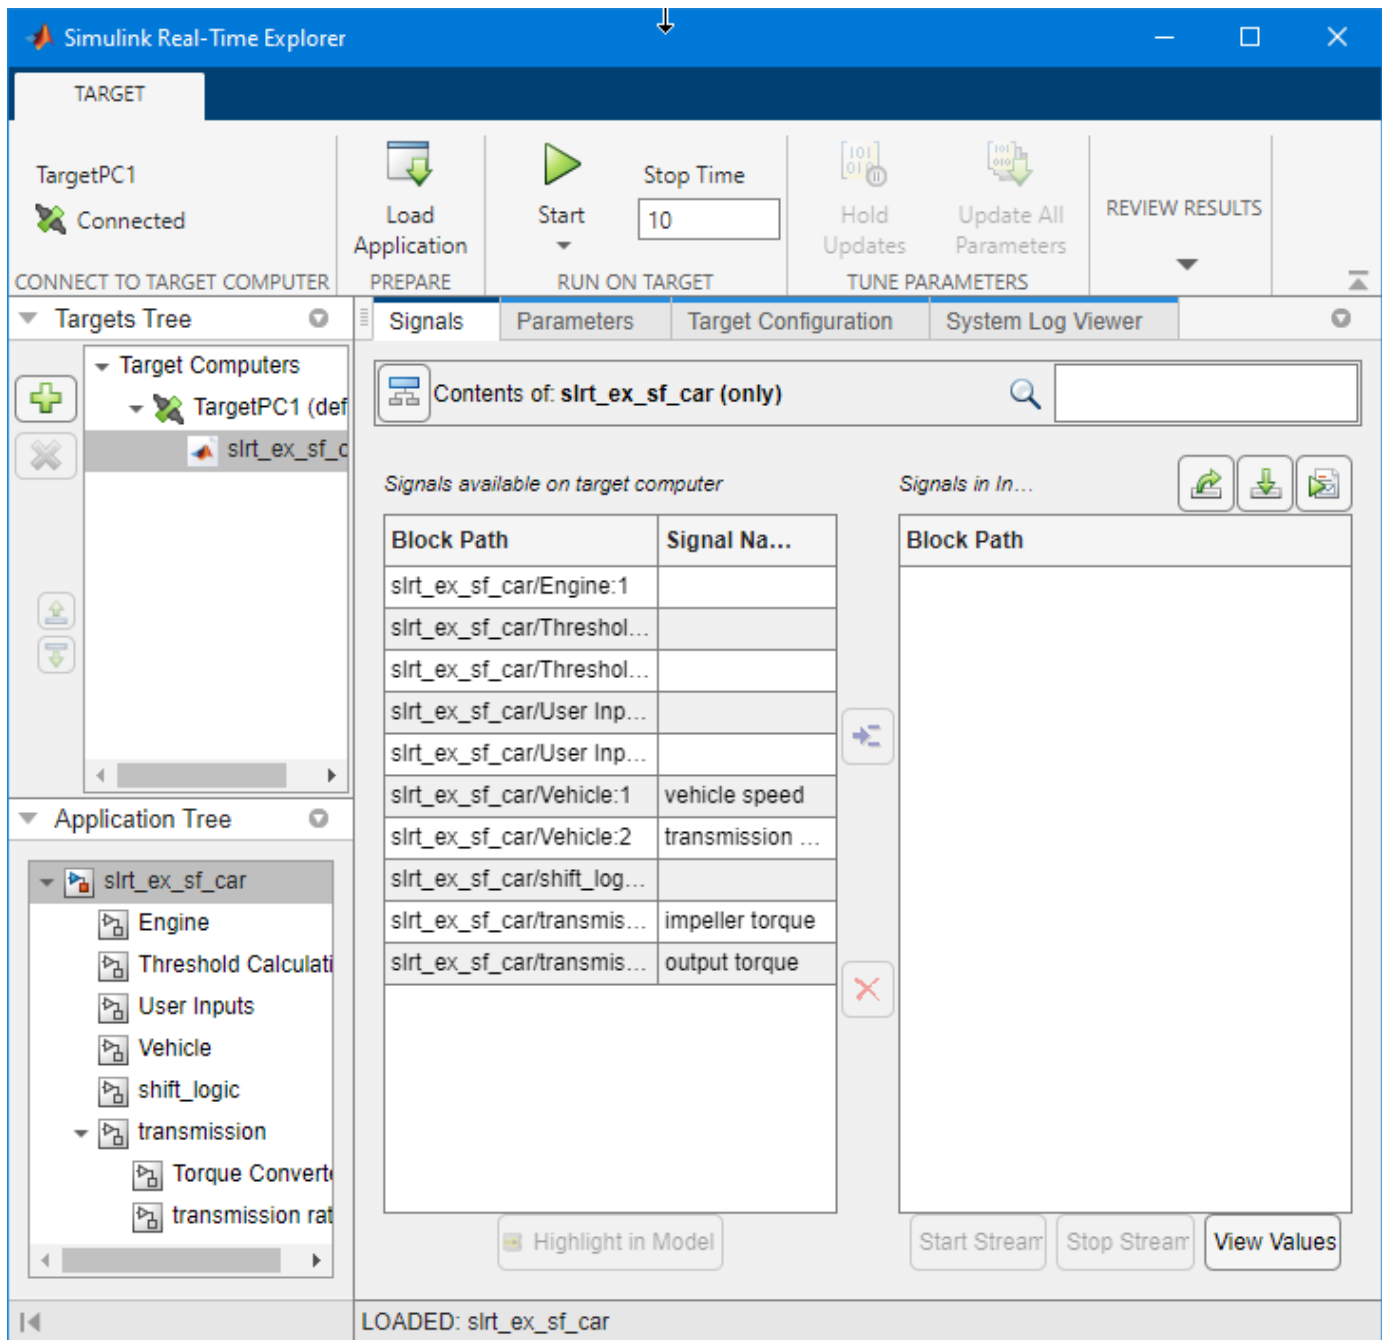 Simulink Real-Time Explorer
TARGET
TargetPC1
Connected
CONNECT TO TARGET COMPUTER
Load
Application
PREPARE
Start
Stop Time
10
RUN ON TARGET
Hold
Updates
Update All
Parameters
TUNE PARAMETERS
REVIEW RESULTS
Targets Tree
Target Computers
TargetPC1 (def
slrt_ex_sf_c
Application Tree
slrt_ex_sf_car
Engine
Threshold Calculati
User Inputs
Vehicle
shift_logic
transmission
Torque Converte
transmission rat
Signals Parameters Target Configuration System Log Viewer
Contents of: slrt_ex_sf_car (only)
Signals available on target computer
Block Path Signal Na...
slrt_ex_sf_car/Engine:1
slrt_ex_sf_car/Threshol...
slrt_ex_sf_car/Threshol...
slrt_ex_sf_car/User Inp...
slrt_ex_sf_car/User Inp...
slrt_ex_sf_car/Vehicle:1 vehicle speed
slrt_ex_sf_car/Vehicle:2 transmission ...
slrt_ex_sf_car/shift_log...
slrt_ex_sf_car/transmis... impeller torque
slrt_ex_sf_car/transmis... output torque
Highlight in Model
Signals in In...
Block Path
Start Stream Stop Stream View Values
LOADED: slrt_ex_sf_car